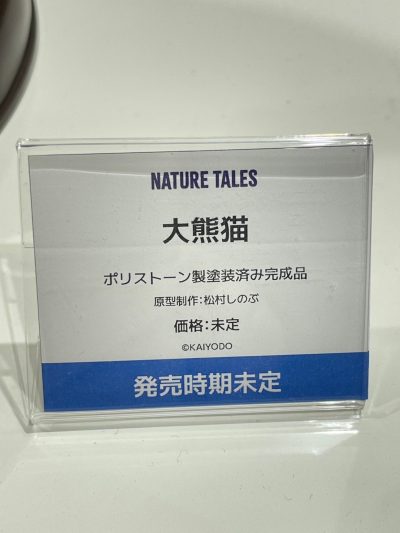 NATURE TALES
大熊猫
ポリストーン製塗装済み完成品
原型制作:松村しのぶ
価格:未定
©KAIYODO
発売時期未定